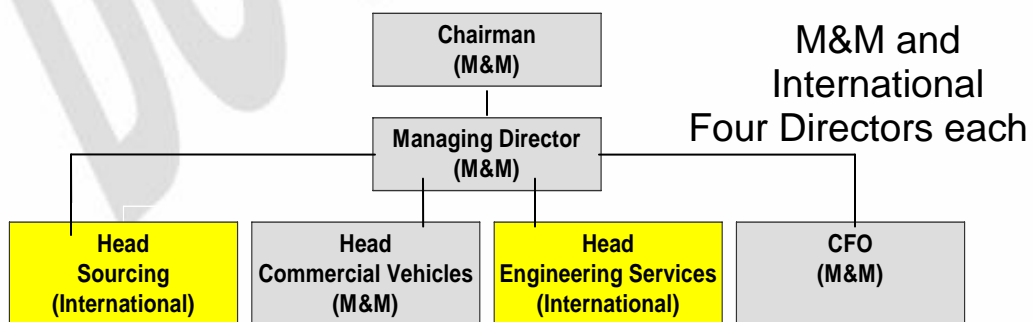 Chairman
(M&M)
M&M and
International
Four Directors each
Managing Director
(M&M)
Head
Sourcing
(International)
Head
Commercial Vehicles
(M&M)
Head
Engineering Services
(International)
CFO
(M&M)